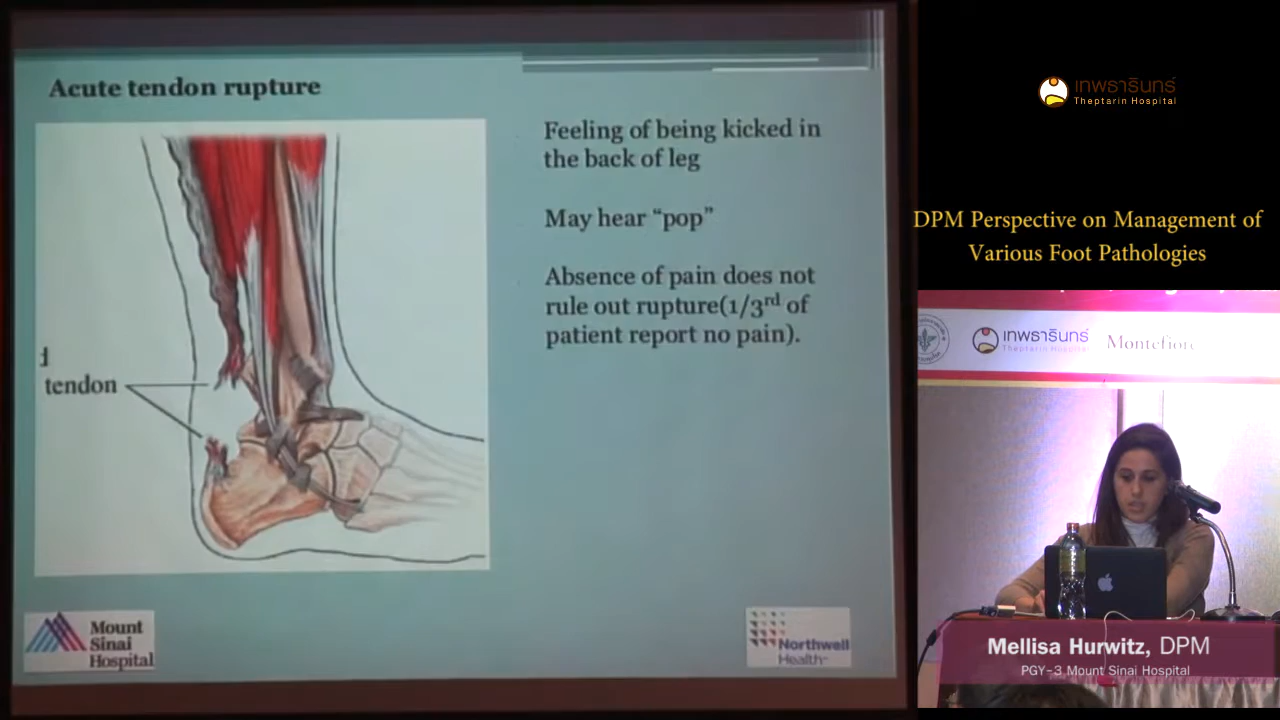 Acute tendon rupture
d
tendon
Feeling of being kicked in
the back of leg
May hear “pop”
Absence of pain does not
rule out rupture(1/3rd of
patient report no pain).
Mount
Sinai
Hospital
Northwell
Health
เทพธารินทร์
Theptarin Hospital
DPM Perspective on Management of
Various Foot Pathologies
เทพธารินทร์
Theptarin Hospital
Montefiore
Mellisa Hurwitz, DPM
PGY-3 Mount Sinai Hospital